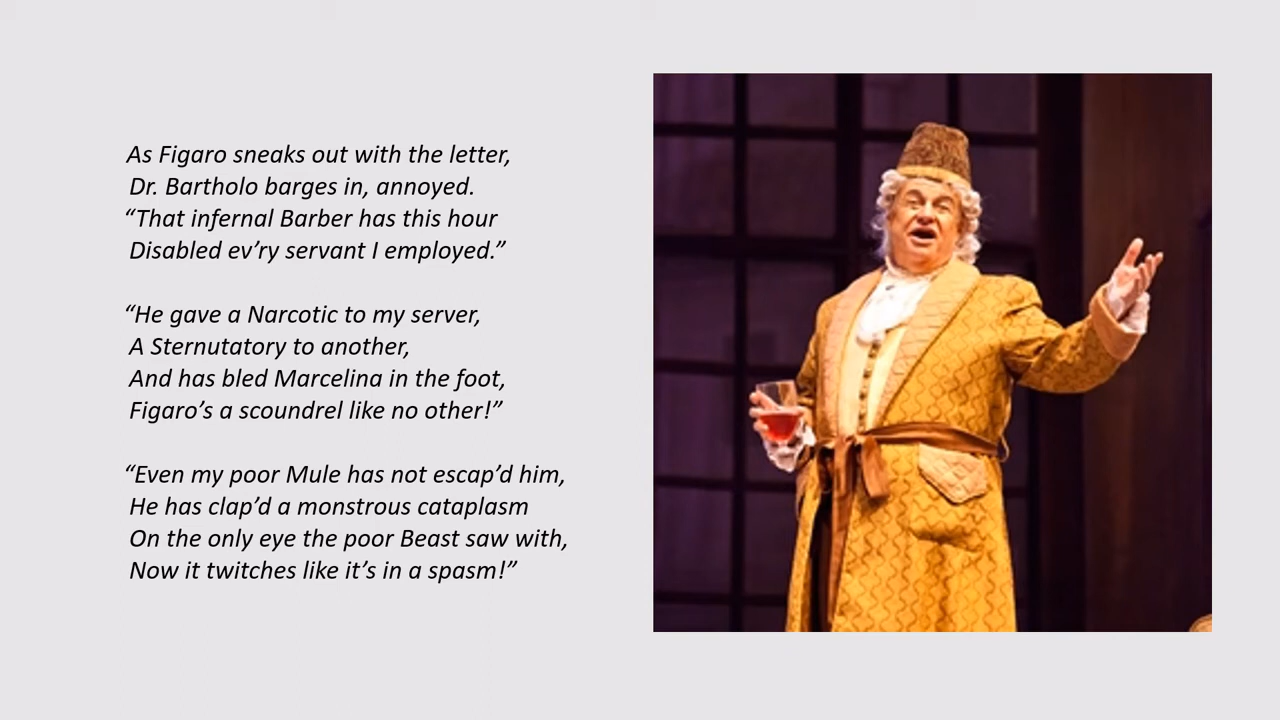 As Figaro sneaks out with the letter,
Dr. Bartholo barges in, annoyed.
“That infernal Barber has this hour
Disabled ev’ry servant I employed.”
“He gave a Narcotic to my server,
A Sternutatory to another,
And has bled Marcelina in the foot,
Figaro’s a scoundrel like no other!”
“Even my poor Mule has not escap’d him,
He has clap’d a monstrous cataplasm
On the only eye the poor Beast saw with,
Now it twitches like it’s in a spasm!”